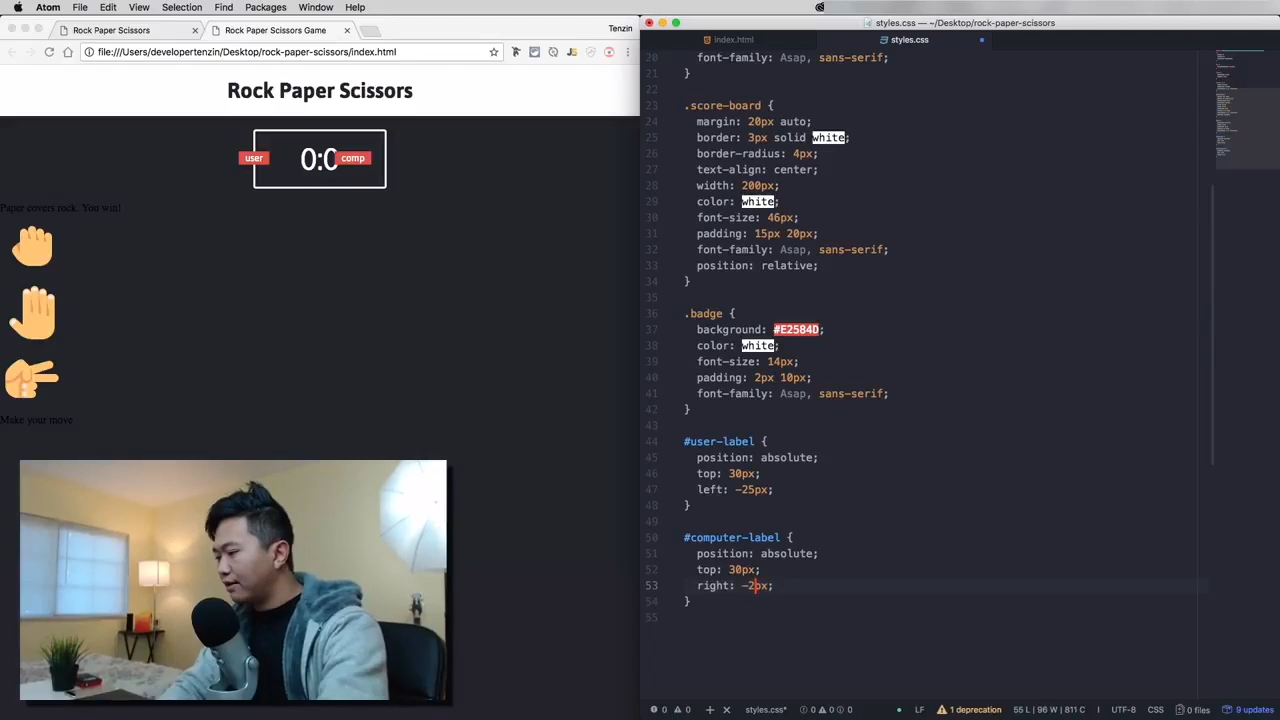 Atom File Edit View Selection Find Packages Window Help
Rock Paper Scissors
Rock Paper Scissors Game
Tenzin
file:///Users/developertenzin/Desktop/rock-paper-scissors/index.html
Rock Paper Scissors
user 0:0 comp
Paper covers rock. You win!
Make your move
styles.css — ~/Desktop/rock-paper-scissors
index.html styles.css
20 font-family: Asap, sans-serif;
21 }
22
23 .score-board {
24 margin: 20px auto;
25 border: 3px solid white;
26 border-radius: 4px;
27 text-align: center;
28 width: 200px;
29 color: white;
30 font-size: 46px;
31 padding: 15px 20px;
32 font-family: Asap, sans-serif;
33 position: relative;
34 }
35
36 .badge {
37 background: #E2584D;
38 color: white;
39 font-size: 14px;
40 padding: 2px 10px;
41 font-family: Asap, sans-serif;
42 }
43
44 #user-label {
45 position: absolute;
46 top: 30px;
47 left: -25px;
48 }
49
50 #computer-label {
51 position: absolute;
52 top: 30px;
53 right: -2px;
54 }
55
0 0 styles.css* 0 0 0 LF 1 deprecation 55 L | 96 W | 811 C UTF-8 CSS 0 files 9 updates